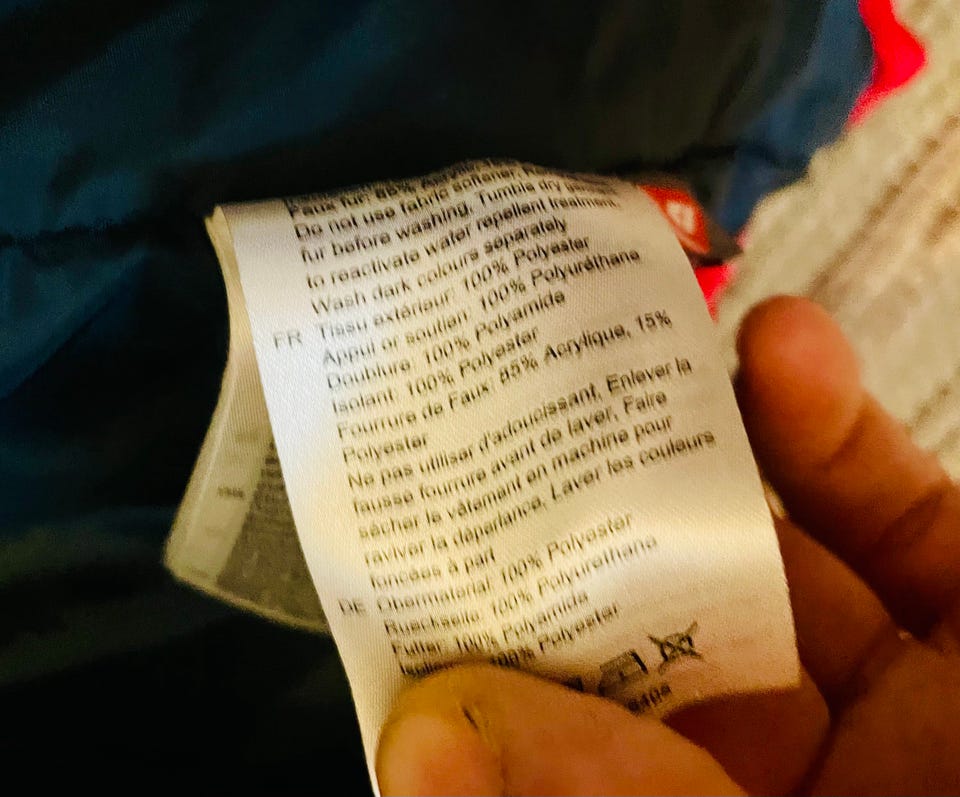 Faux fur: 85%
Do not use fabric softener,
fur before washing, Tumble dry
to reactivate water repellent treatment
Wash dark colours separately
FR Tissu extérieur: 100% Polyester
Appui or soutien: 100% Polyuréthane
Doublure: 100% Polyamide
Isolant: 100% Polyester
Fourrure de Faux: 85% Acrylique, 15%
Polyester
Ne pas utiliser d'adoucissant, Enlever la
fausse fourrure avant de laver, Faire
sécher le vêtement en machine pour
raviver la déperlance, Laver les couleurs
foncées à part
DE Obermaterial: 100% Polyester
Rückseite: 100% Polyurethane
Futter: 100% Polyamide
100% Polyester